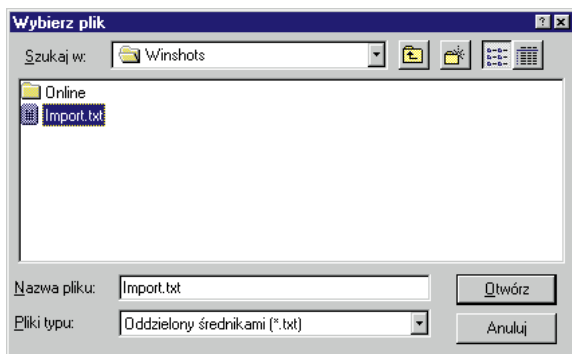 Wybierz plik
Szukaj w: Winshots
Online
Import.txt
Nazwa pliku: Import.txt Otwórz
Pliki typu: Oddzielony średnikami (*.txt) Anuluj